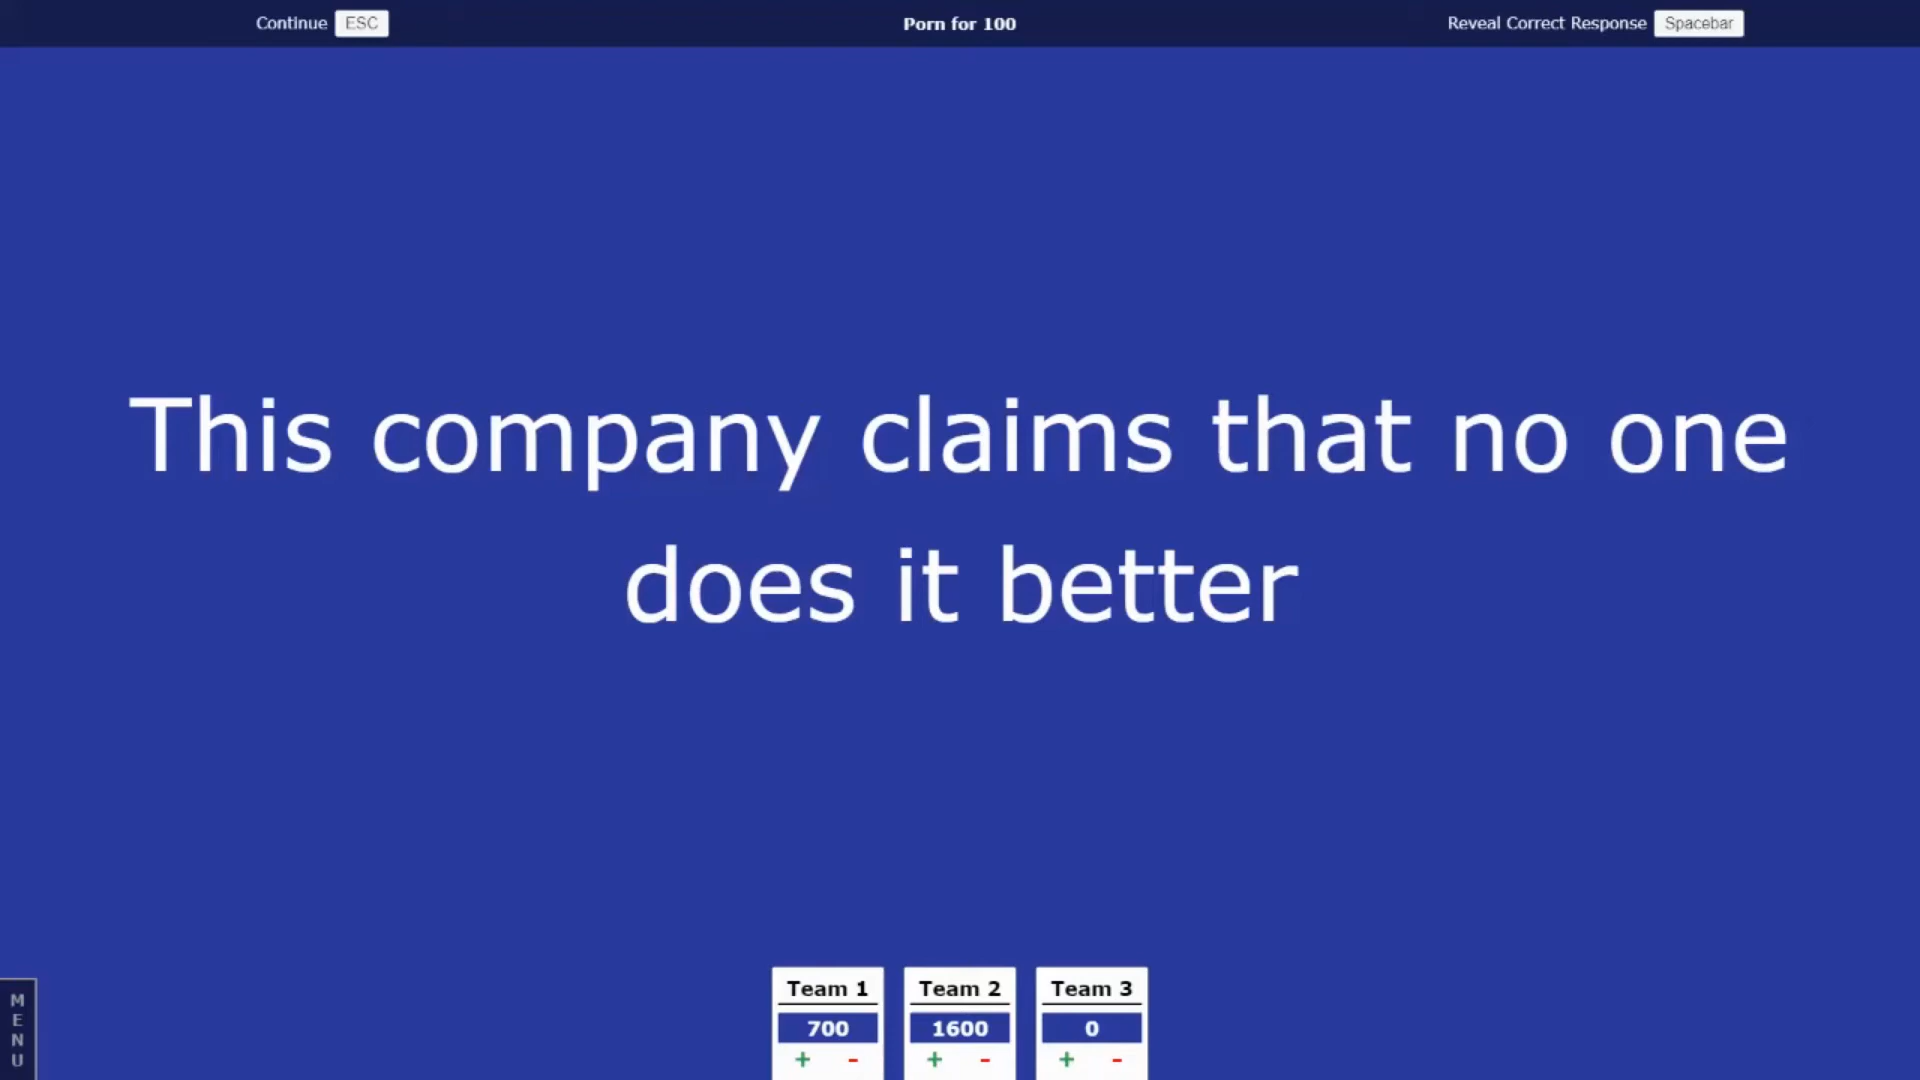 Continue ESC
Porn for 100
Reveal Correct Response Spacebar
This company claims that no one
does it better
MENU
Team 1
700
+ -
Team 2
1600
+ -
Team 3
0
+ -